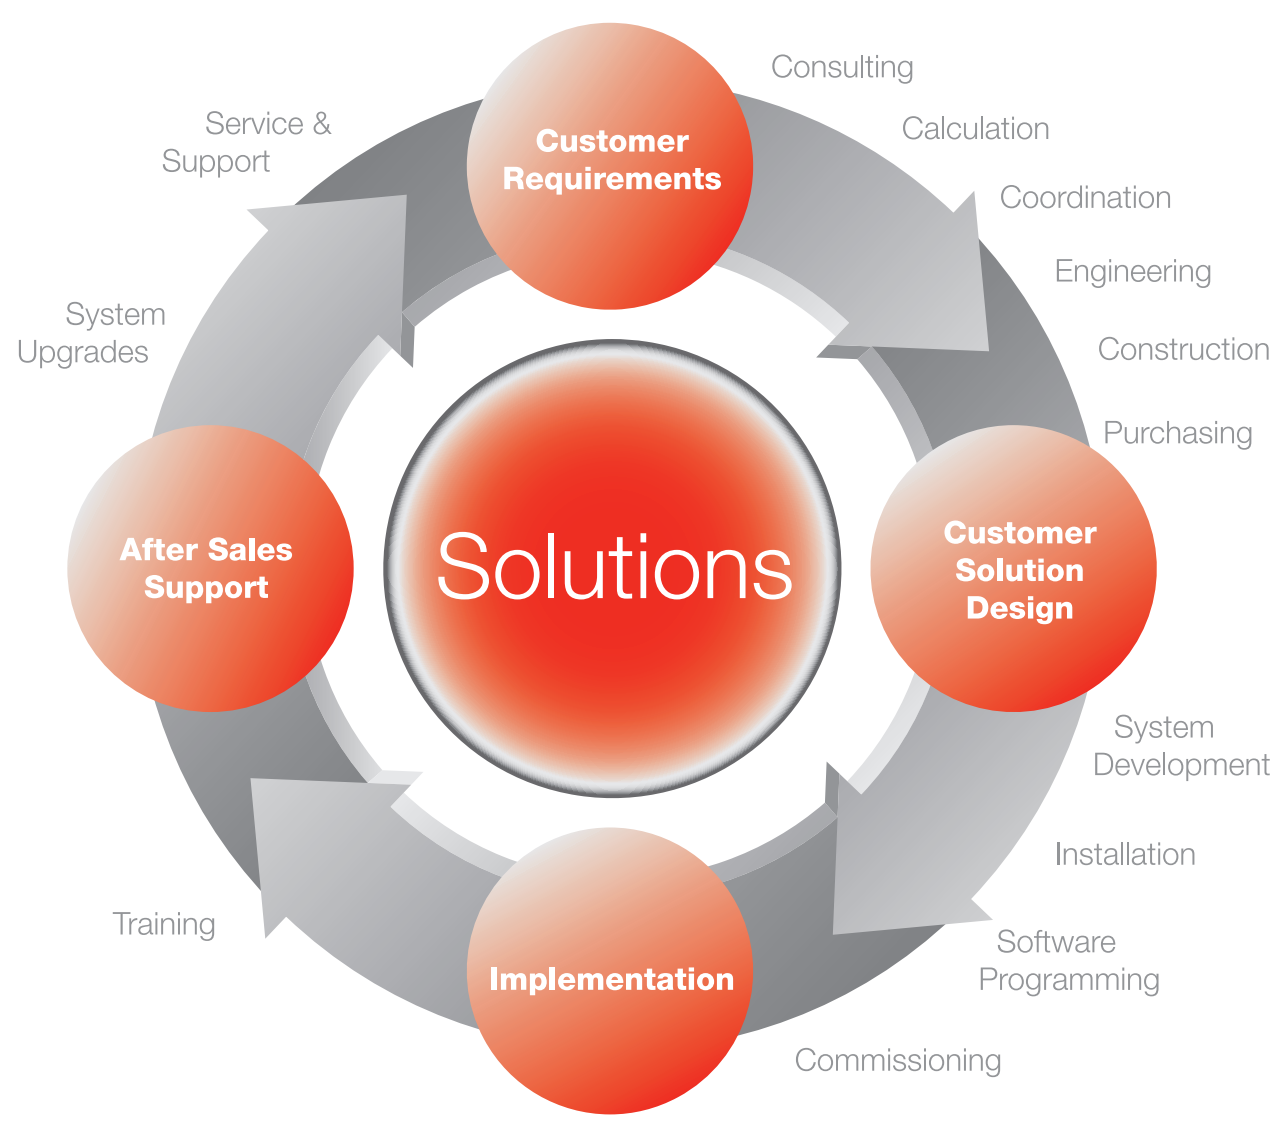 Customer
Requirements
Consulting
Calculation
Coordination
Engineering
Construction
Purchasing
Customer
Solution
Design
System
Development
Installation
Software
Programming
Commissioning
Implementation
Training
After Sales
Support
System
Upgrades
Service &
Support
Solutions